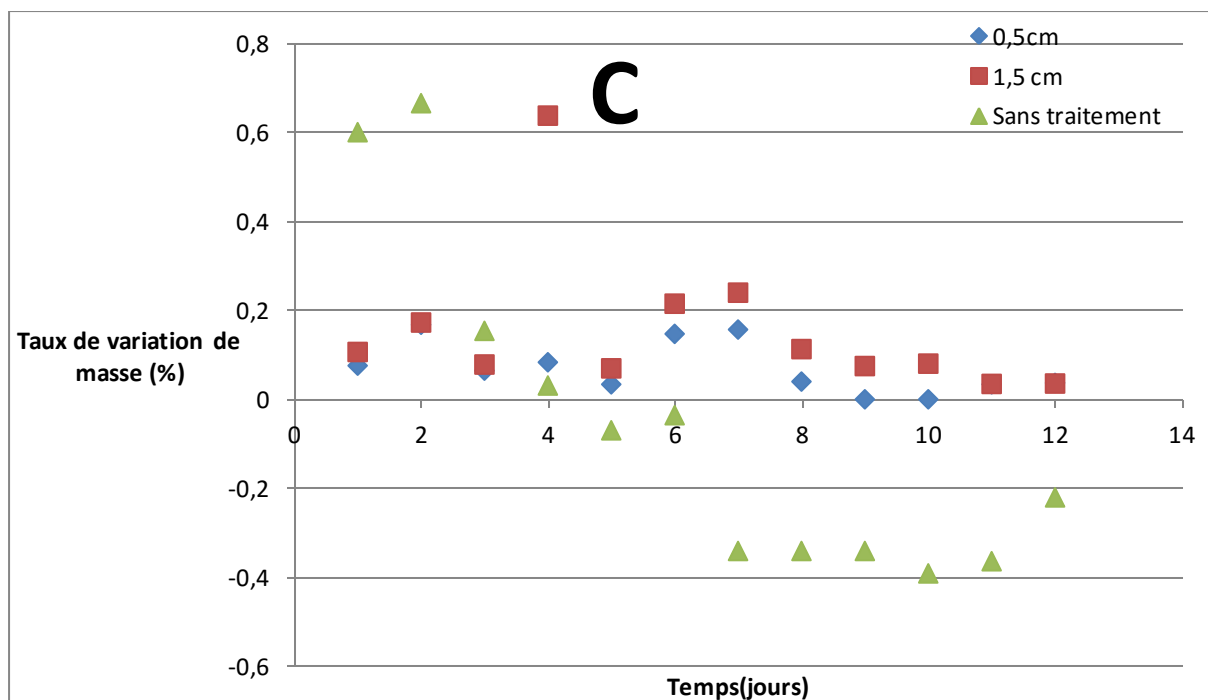 0,8
C
0,5cm
1,5 cm
Sans traitement
0,6
0,4
0,2
Taux de variation de
masse (%)
0
0 2 4 6 8 10 12 14
-0,2
-0,4
-0,6
Temps(jours)